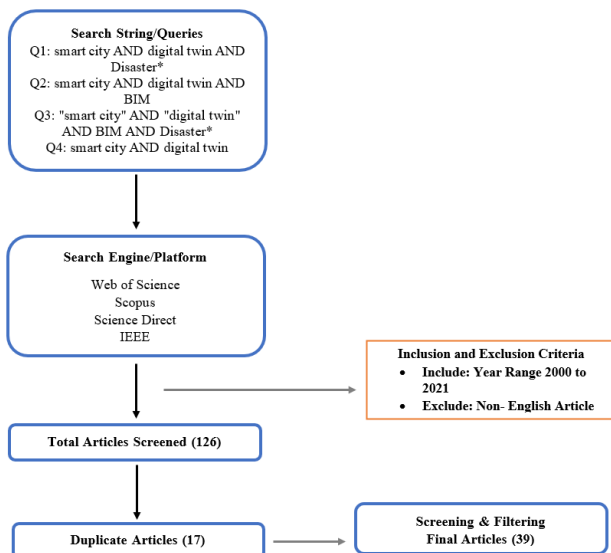 Search String/Queries
Q1: smart city AND digital twin AND
Disaster*
Q2: smart city AND digital twin AND
BIM
Q3: "smart city" AND "digital twin"
AND BIM AND Disaster*
Q4: smart city AND digital twin
Search Engine/Platform
Web of Science
Scopus
Science Direct
IEEE
Inclusion and Exclusion Criteria
• Include: Year Range 2000 to
2021
• Exclude: Non- English Article
Total Articles Screened (126)
Duplicate Articles (17)
Screening & Filtering
Final Articles (39)